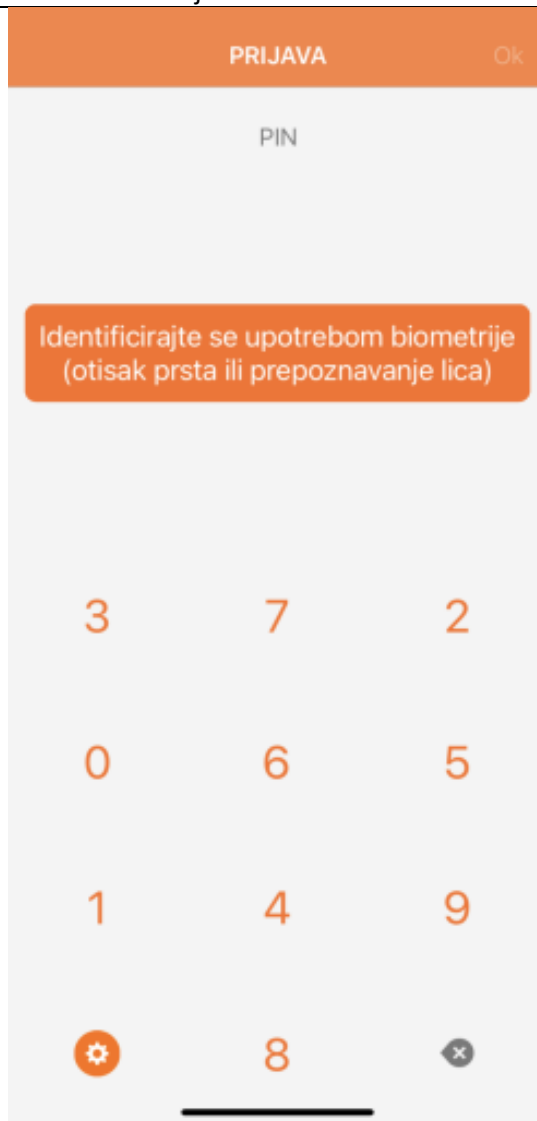 PRIJAVA Ok
PIN
Identificirajte se upotrebom biometrije
(otisak prsta ili prepoznavanje lica)
3 7 2
0 6 5
1 4 9
8